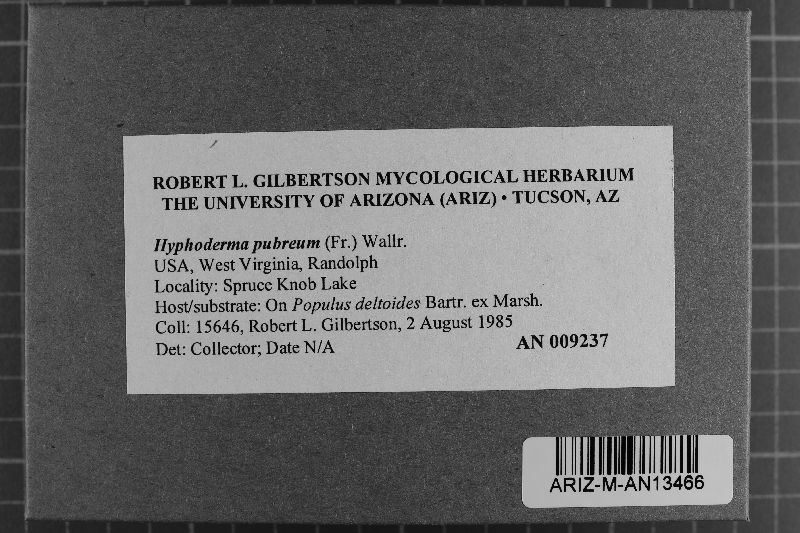 ROBERT L. GILBERTSON MYCOLOGICAL HERBARIUM
THE UNIVERSITY OF ARIZONA (ARIZ) • TUCSON, AZ
Hyphoderma pubreum (Fr.) Wallr.
USA, West Virginia, Randolph
Locality: Spruce Knob Lake
Host/substrate: On Populus deltoides Bartr. ex Marsh.
Coll: 15646, Robert L. Gilbertson, 2 August 1985
Det: Collector; Date N/A
AN 009237
ARIZ-M-AN13466